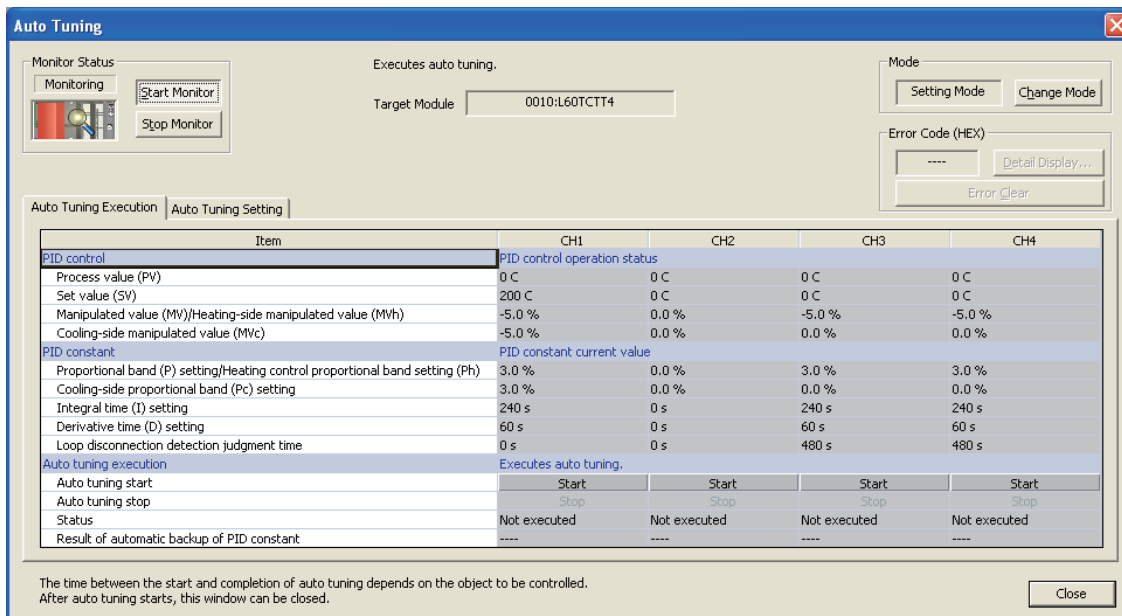 Auto Tuning
Monitor Status
Monitoring
Start Monitor
Stop Monitor
Executes auto tuning.
Target Module 0010:L60TCTT4
Mode
Setting Mode Change Mode
Error Code (HEX)
---- Detail Display...
Error Clear
Auto Tuning Execution Auto Tuning Setting
Item CH1 CH2 CH3 CH4
PID control PID control operation status
Process value (PV) 0 C 0 C 0 C 0 C
Set value (SV) 200 C 0 C 0 C 0 C
Manipulated value (MV)/Heating-side manipulated value (MVh) -5.0 % 0.0 % -5.0 % -5.0 %
Cooling-side manipulated value (MVc) -5.0 % 0.0 % 0.0 % 0.0 %
PID constant PID constant current value
Proportional band (P) setting/Heating control proportional band setting (Ph) 3.0 % 0.0 % 3.0 % 3.0 %
Cooling-side proportional band (Pc) setting 3.0 % 0.0 % 0.0 % 0.0 %
Integral time (I) setting 240 s 0 s 240 s 240 s
Derivative time (D) setting 60 s 0 s 60 s 60 s
Loop disconnection detection judgment time 0 s 0 s 480 s 480 s
Auto tuning execution Executes auto tuning.
Auto tuning start Start Start Start Start
Auto tuning stop Stop Stop Stop Stop
Status Not executed Not executed Not executed Not executed
Result of automatic backup of PID constant ---- ---- ---- ----
The time between the start and completion of auto tuning depends on the object to be controlled.
After auto tuning starts, this window can be closed.
Close